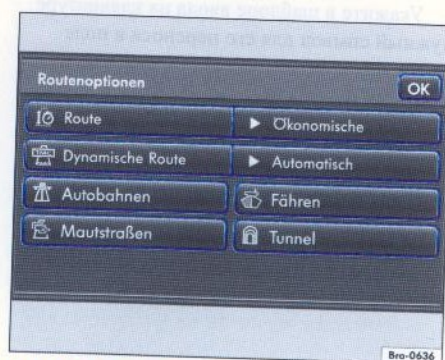 Routenoptionen OK
Route Ökonomische
Dynamische Route Automatisch
Autobahnen Fähren
Mautstraßen Tunnel
Bro-0636